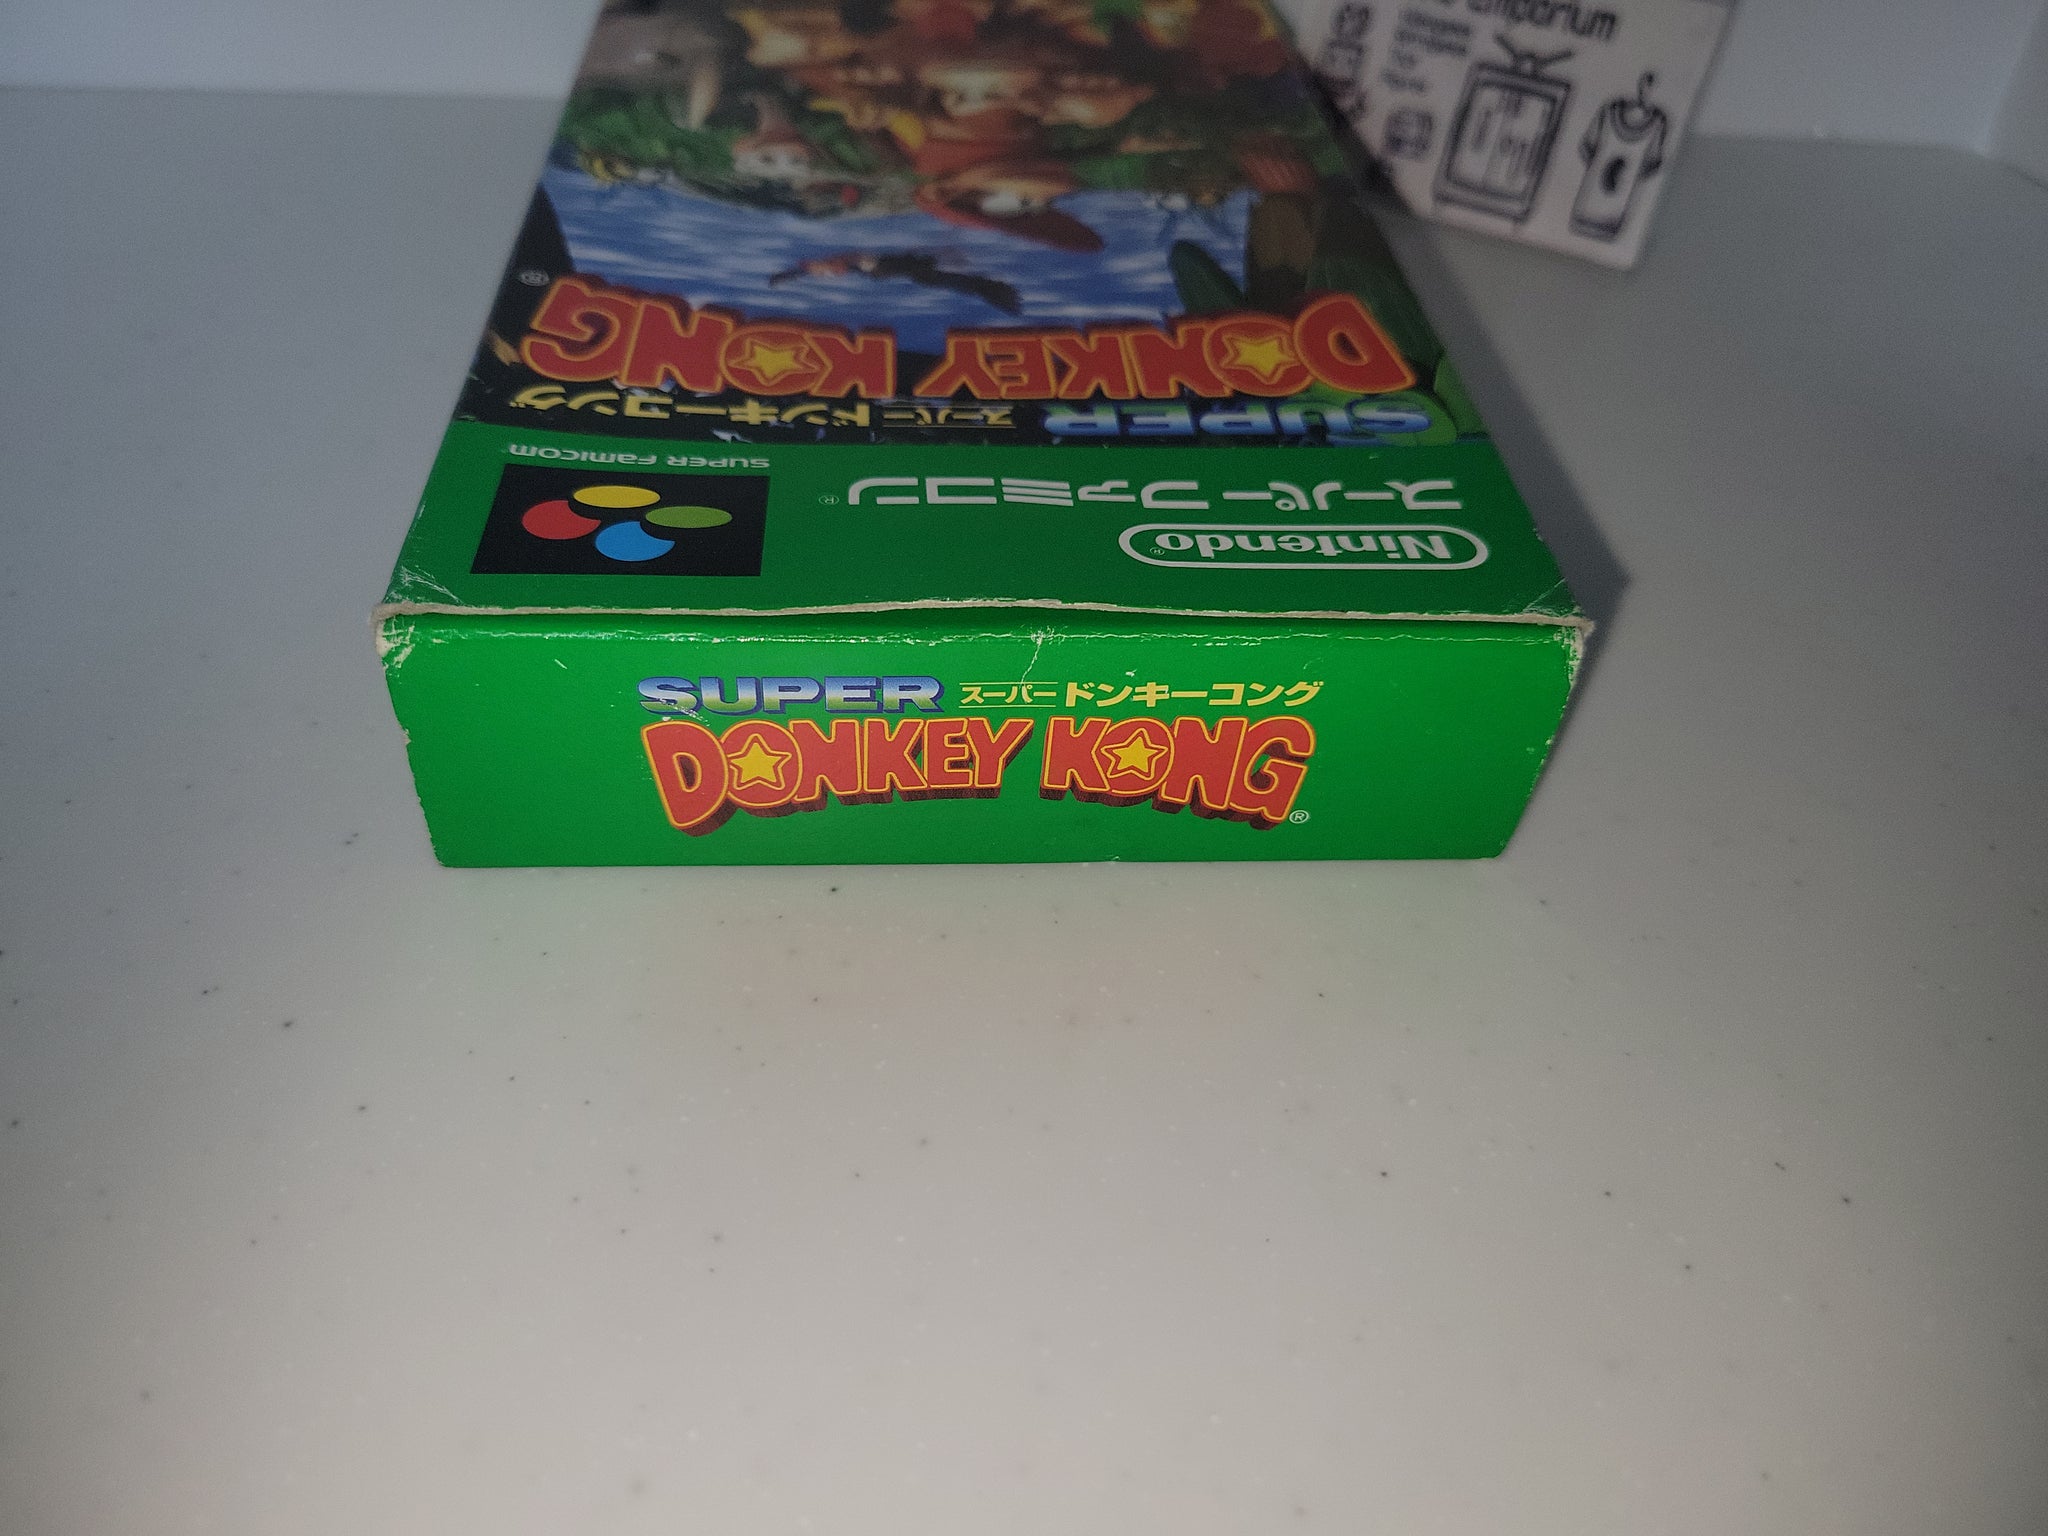 emporium
DONKEY KONG®
SUPER スーパー ドンキーコング
SUPER FAMICOM
スーパーファミコン®
Nintendo®
SUPER スーパー ドンキーコング
DONKEY KONG®